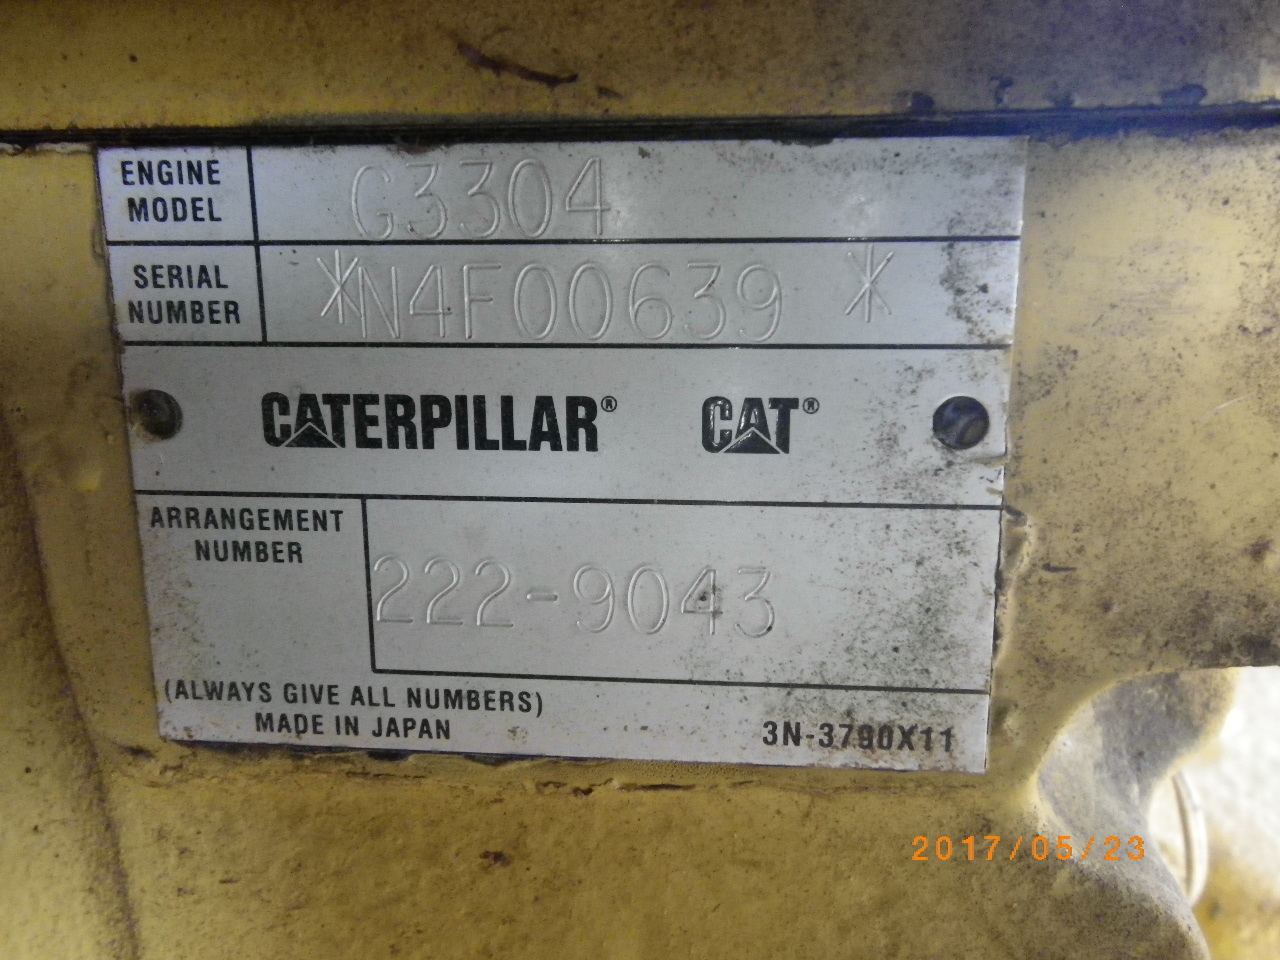 ENGINE MODEL G3304
SERIAL NUMBER *N4F00639 *
CATERPILLAR® CAT®
ARRANGEMENT NUMBER 222-9043
(ALWAYS GIVE ALL NUMBERS)
MADE IN JAPAN 3N-3790X11
2017/05/23